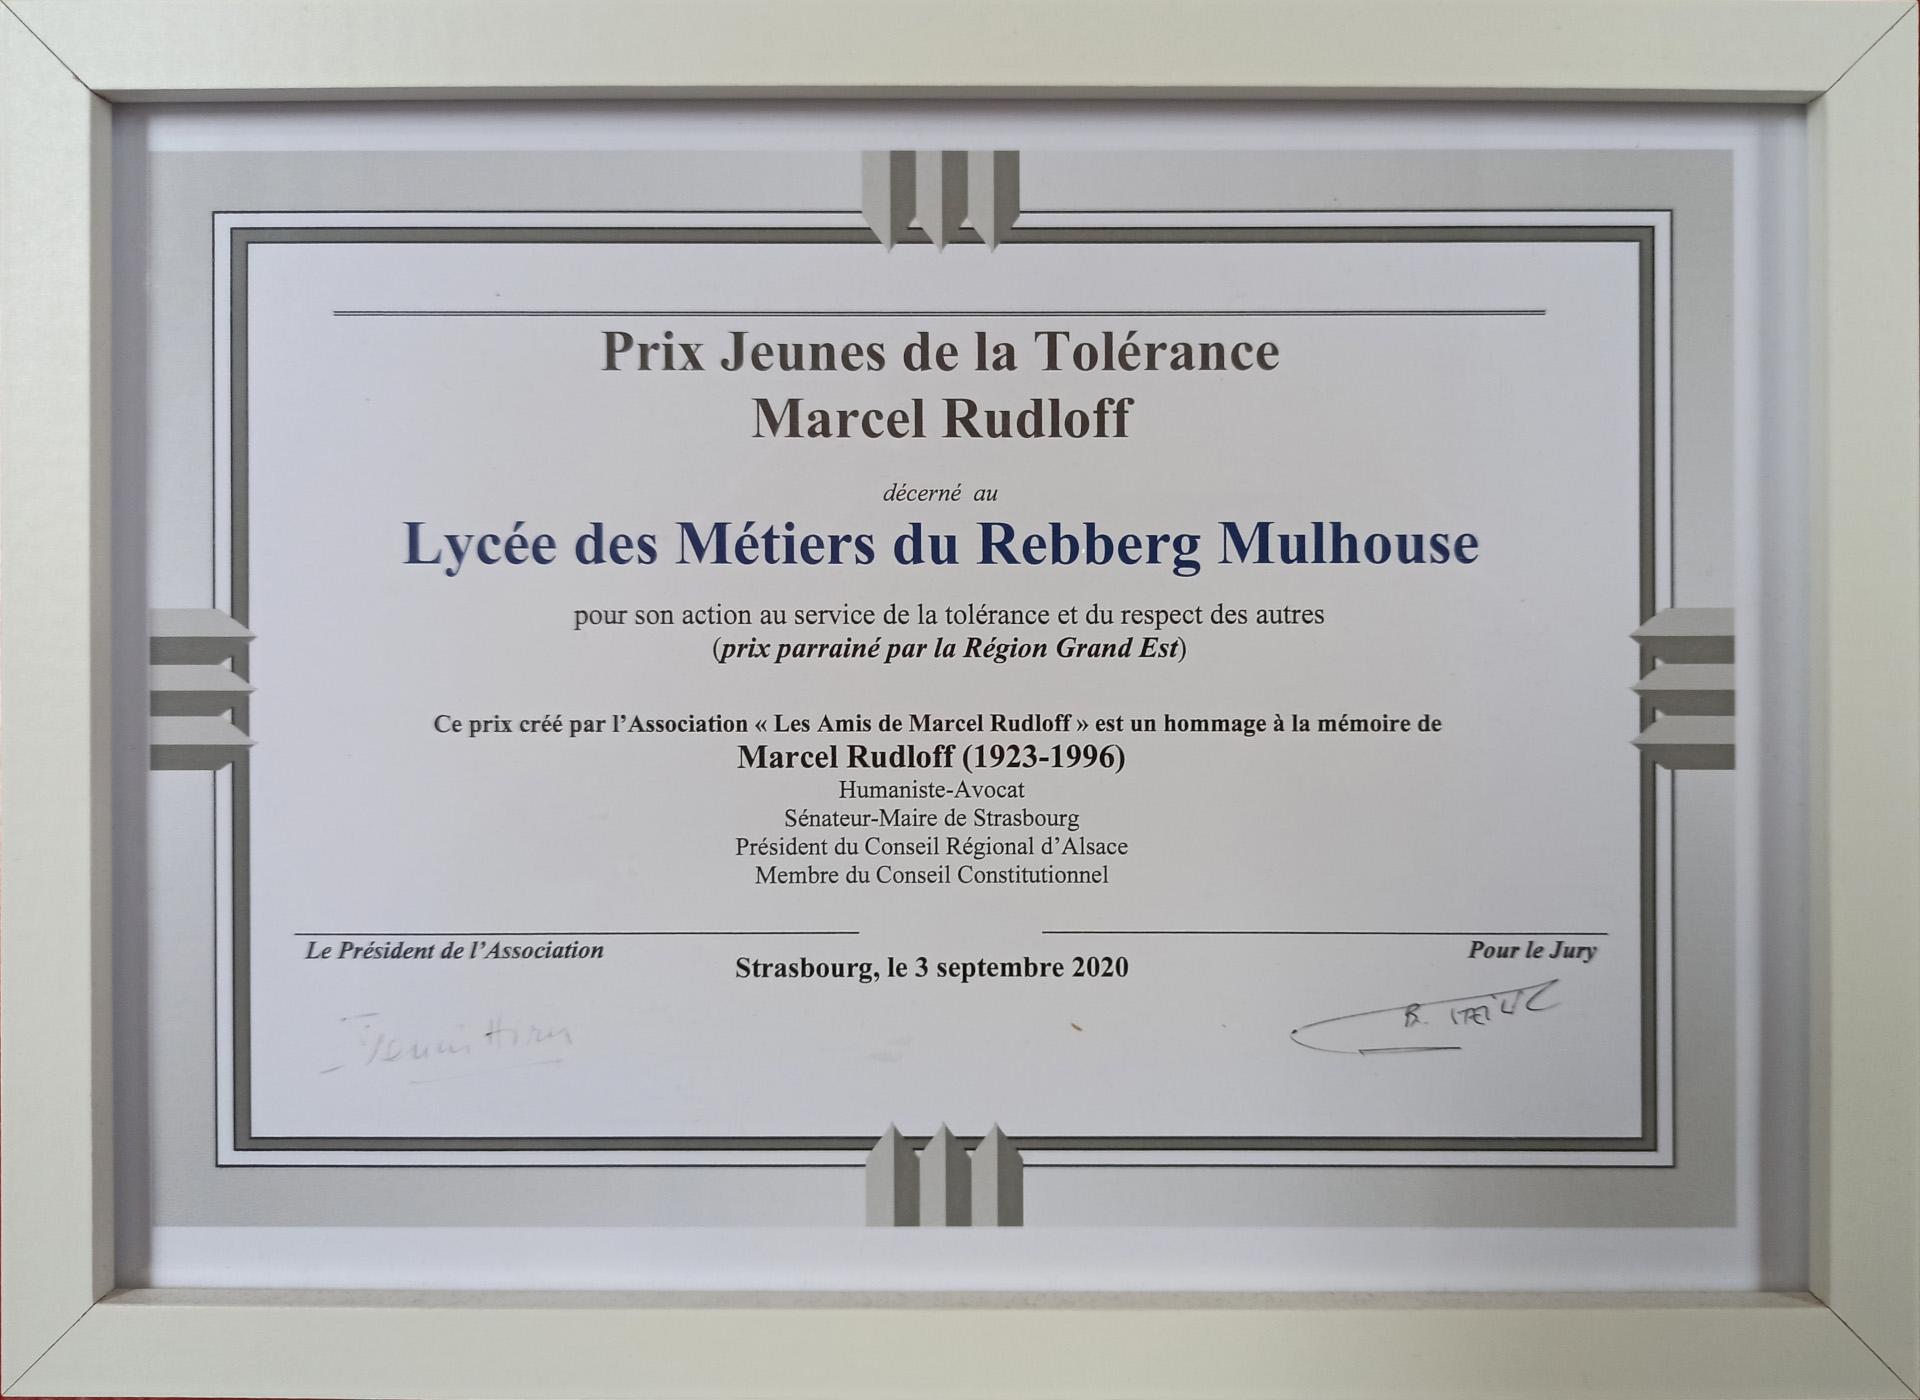 Prix Jeunes de la Tolérance
Marcel Rudloff
décerné au
Lycée des Métiers du Rebberg Mulhouse
pour son action au service de la tolérance et du respect des autres
(prix parrainé par la Région Grand Est)
Ce prix créé par l’Association « Les Amis de Marcel Rudloff » est un hommage à la mémoire de
Marcel Rudloff (1923-1996)
Humaniste-Avocat
Sénateur-Maire de Strasbourg
Président du Conseil Régional d’Alsace
Membre du Conseil Constitutionnel
Le Président de l’Association
Pour le Jury
Strasbourg, le 3 septembre 2020